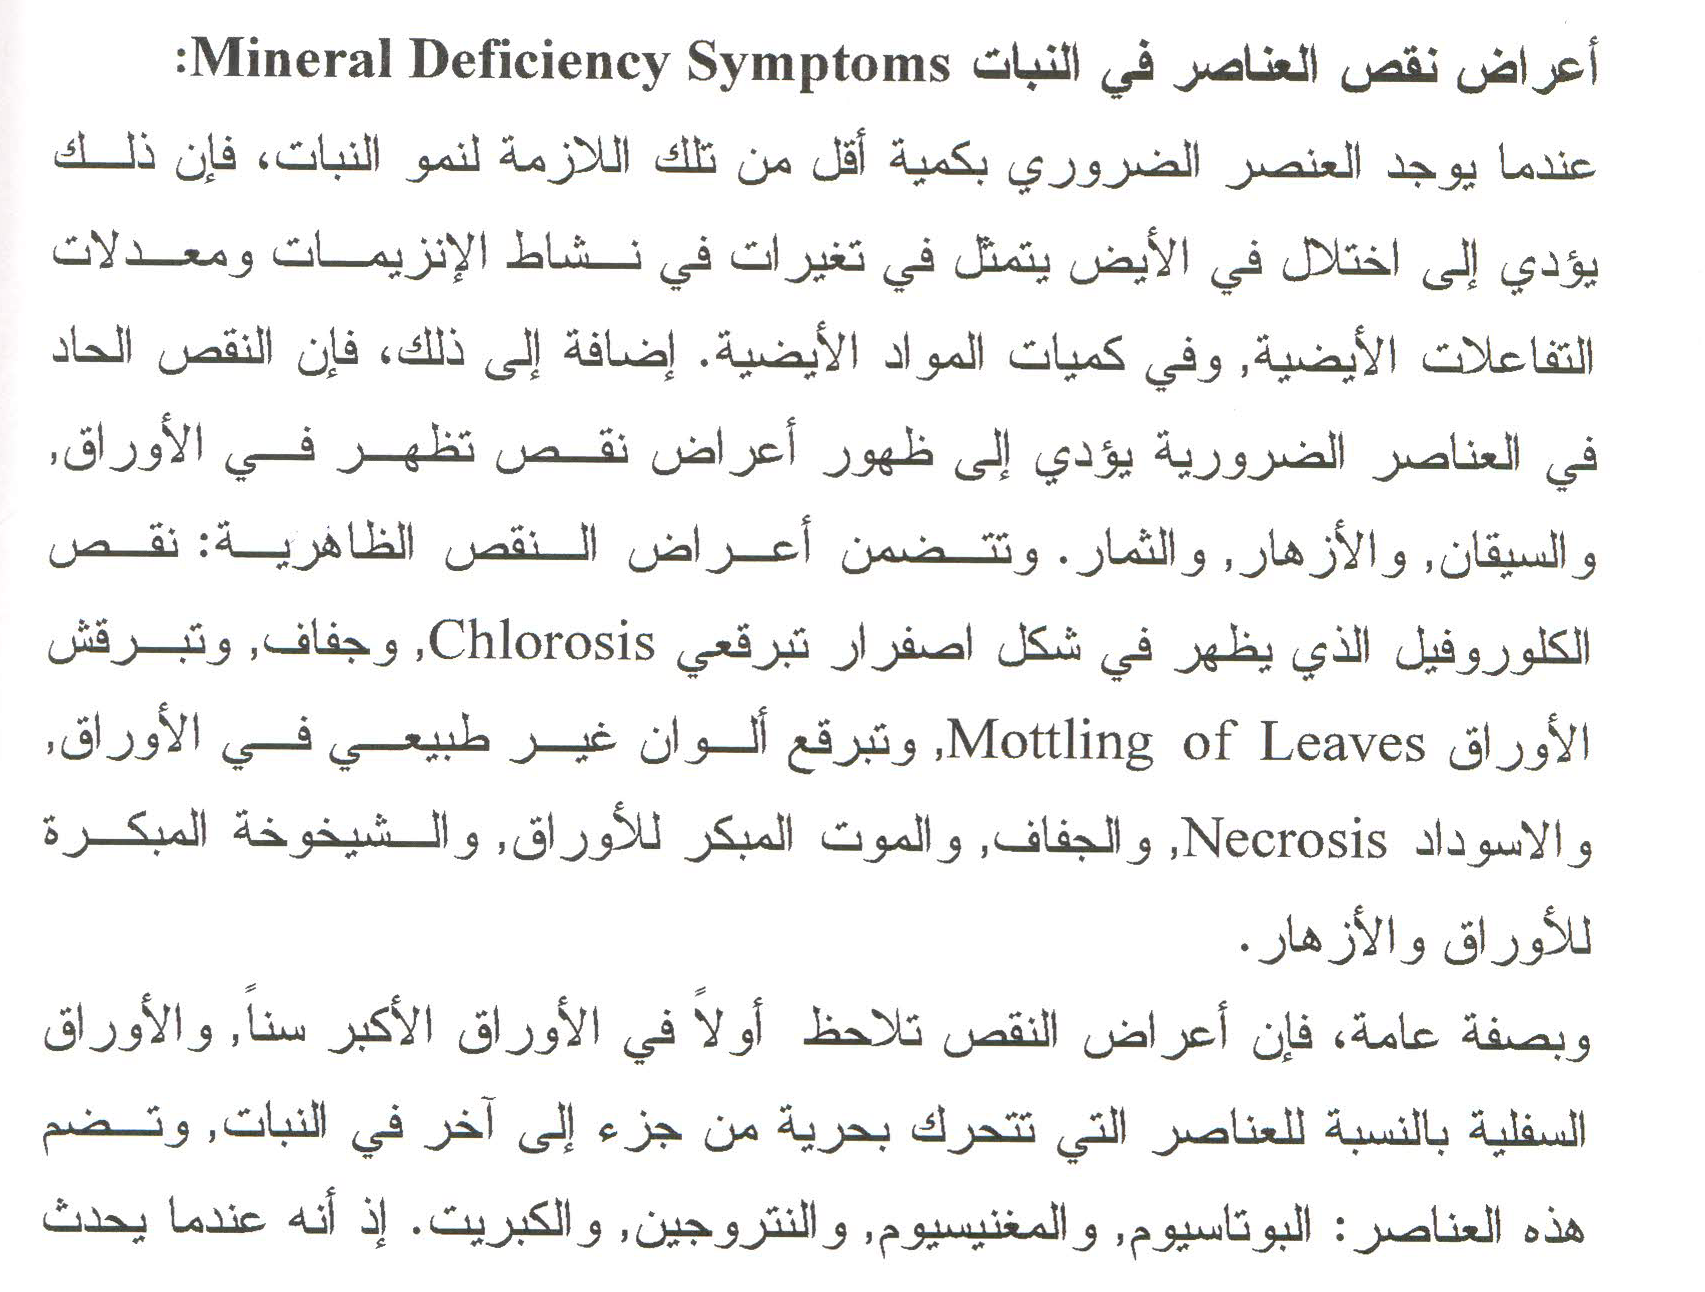 أعراض نقص العناصر في النبات Mineral Deficiency Symptoms:
عندما يوجد العنصر الضروري بكمية أقل من تلك اللازمة لنمو النبات، فإن ذلك
يؤدي إلى اختلال في الأيض يتمثل في تغيرات في نشاط الإنزيمات ومعدلات
التفاعلات الأيضية, وفي كميات المواد الأيضية. إضافة إلى ذلك، فإن النقص الحاد
في العناصر الضرورية يؤدي إلى ظهور أعراض نقص تظهر في الأوراق,
والسيقان, والأزهار, والثمار. وتتضمن أعراض النقص الظاهرية: نقص
الكلوروفيل الذي يظهر في شكل اصفرار تبرقعي Chlorosis, وجفاف, وتبرقش
الأوراق Mottling of Leaves, وتبرقع ألوان غير طبيعي في الأوراق,
والاسوداد Necrosis, والجفاف, والموت المبكر للأوراق, والشيخوخة المبكرة
للأوراق والأزهار.
وبصفة عامة، فإن أعراض النقص تلاحظ أولاً في الأوراق الأكبر سناً, والأوراق
السفلية بالنسبة للعناصر التي تتحرك بحرية من جزء إلى آخر في النبات, وتضم
هذه العناصر: البوتاسيوم, والمغنيسيوم, والنتروجين, والكبريت. إذ أنه عندما يحدث